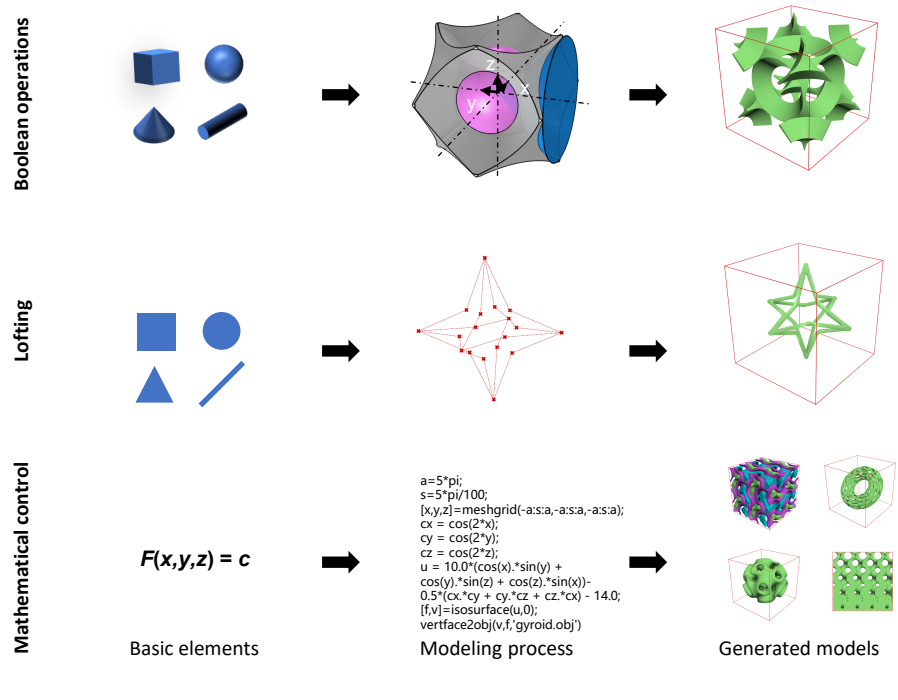 Boolean operations
z
x
y
Lofting
Mathematical control
F(x,y,z) = c
a=5*pi;
s=5*pi/100;
[x,y,z]=meshgrid(-a:s:a,-a:s:a,-a:s:a);
cx = cos(2*x);
cy = cos(2*y);
cz = cos(2*z);
u = 10.0*(cos(x).*sin(y) +
cos(y).*sin(z) + cos(z).*sin(x))-
0.5*(cx.*cy + cy.*cz + cz.*cx) - 14.0;
[f,v]=isosurface(u,0);
vertface2obj(v,f,'gyroid.obj')
Basic elements
Modeling process
Generated models